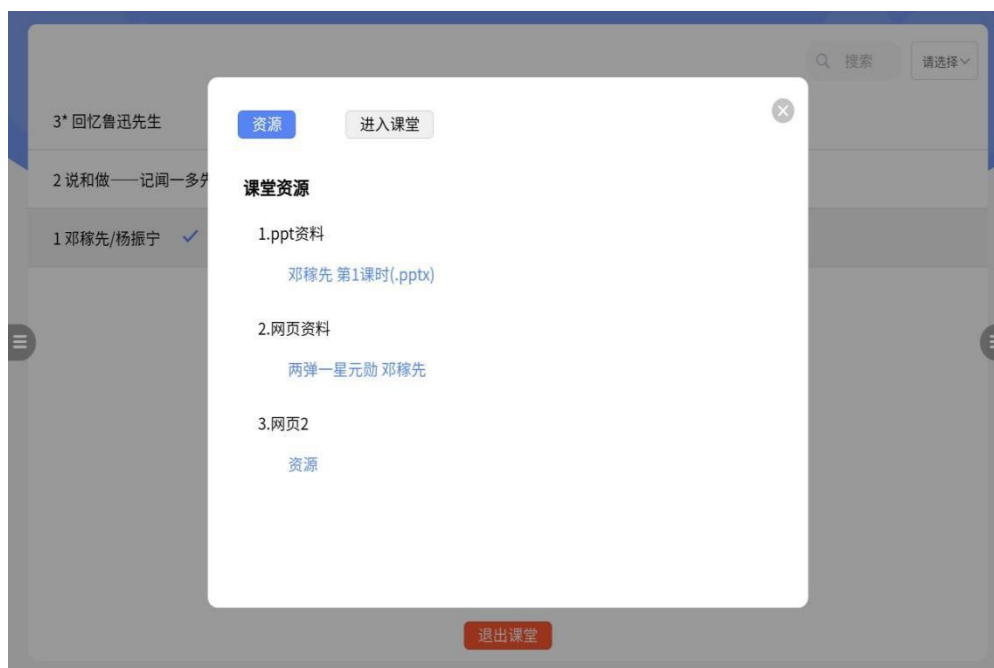 搜索
请选择
3* 回忆鲁迅先生
资源
进入课堂
2 说和做——记闻一多先
课堂资源
1.ppt资料
1 邓稼先/杨振宁
邓稼先 第1课时(.pptx)
2.网页资料
两弹一星元勋 邓稼先
3.网页2
资源
退出课堂